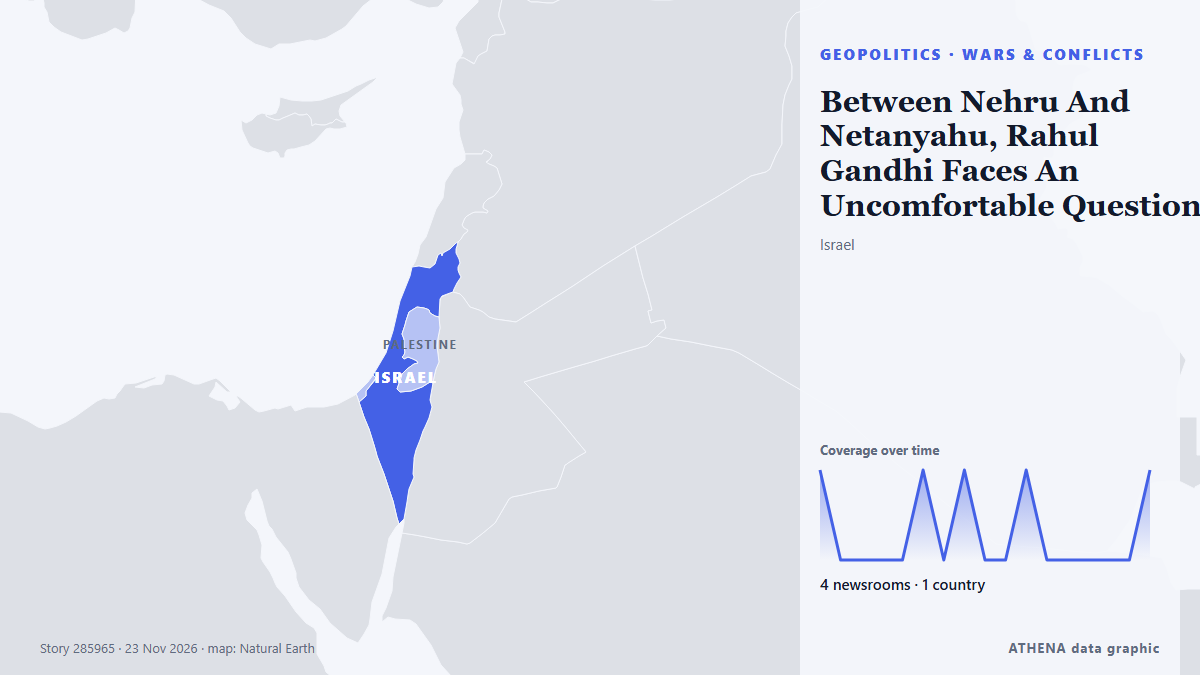 GEOPOLITICS · WARS & CONFLICTS
Between Nehru And
Netanyahu, Rahul
Gandhi Faces An
Uncomfortable Question
Israel
PALESTINE
ISRAEL
Coverage over time
4 newsrooms · 1 country
Story 285965 · 23 Nov 2026 · map: Natural Earth
ATHENA data graphic